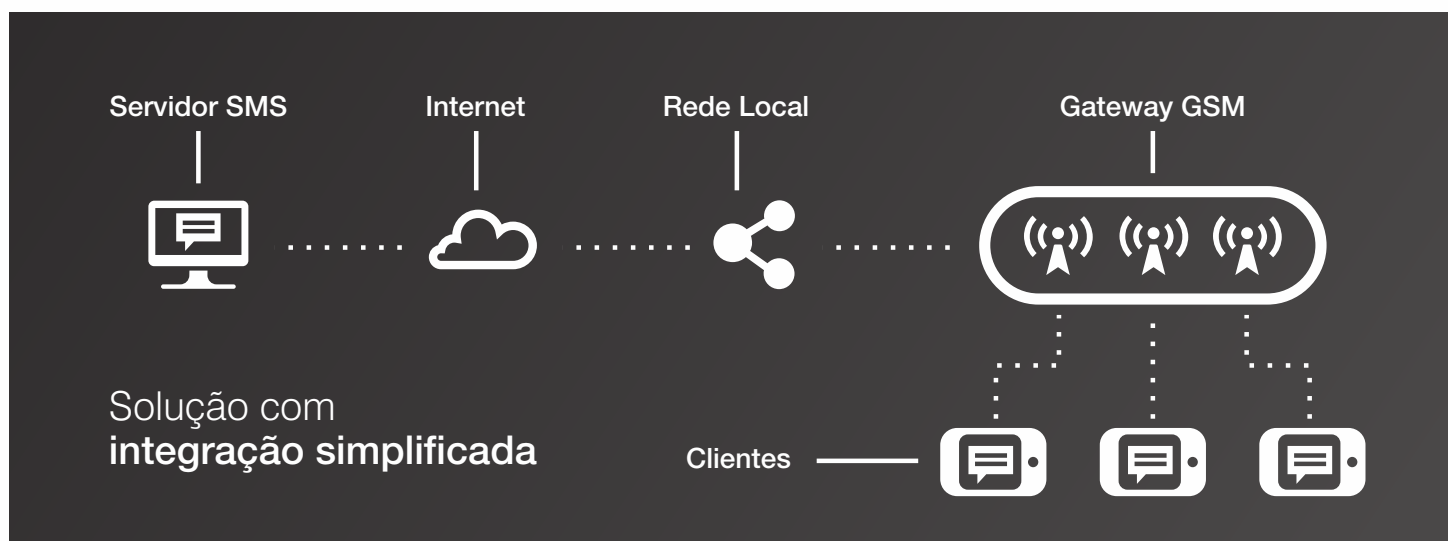 Servidor SMS
Internet
Rede Local
Gateway GSM
Solução com
integração simplificada
Clientes